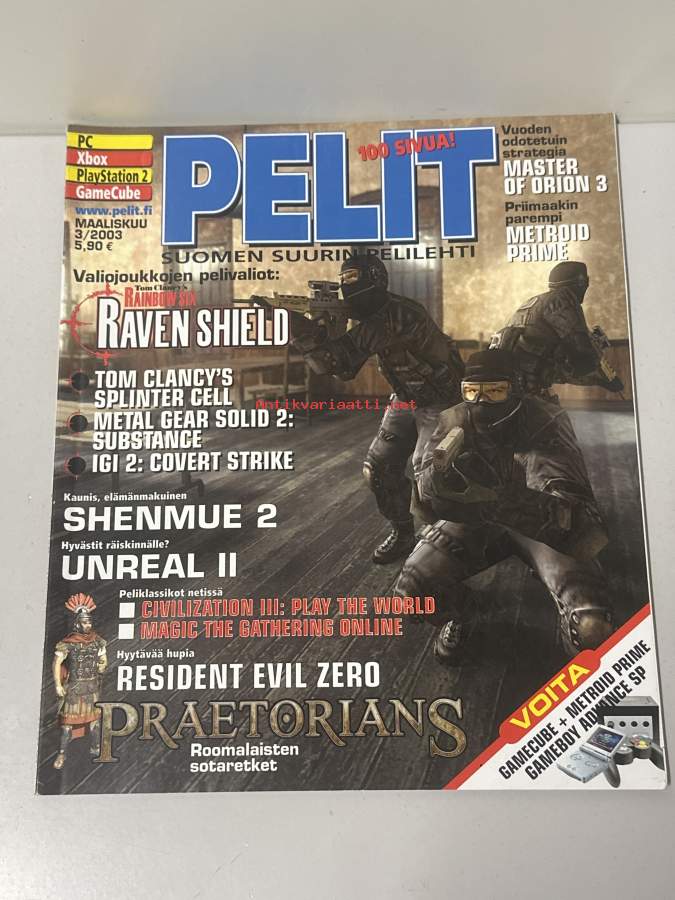 PC
Xbox
PlayStation 2
GameCube
www.pelit.fi
MAALISKUU
3/2003
5,90 €
PELIT
100 SIVUA!
SUOMEN SUURIN PELILEHTI
Vuoden
odotetuin
strategia
MASTER
OF ORION 3
Priimaakin
parempi
METROID
PRIME
Valiojoukkojen pelivaliot:
Tom Clancy's
RAINBOW SIX
RAVEN SHIELD
TOM CLANCY'S
SPLINTER CELL
METAL GEAR SOLID 2:
SUBSTANCE
IGI 2: COVERT STRIKE
Antikvariaatti.net
Kaunis, elämänmakuinen
SHENMUE 2
Hyvästit räiskinnälle?
UNREAL II
Peliklassikot netissä
CIVILIZATION III: PLAY THE WORLD
MAGIC THE GATHERING ONLINE
Hyytävää hupia
RESIDENT EVIL ZERO
PRAETORIANS
Roomalaisten
sotaretket
VOITA
GAMECUBE + METROID PRIME
GAMEBOY ADVANCE SP